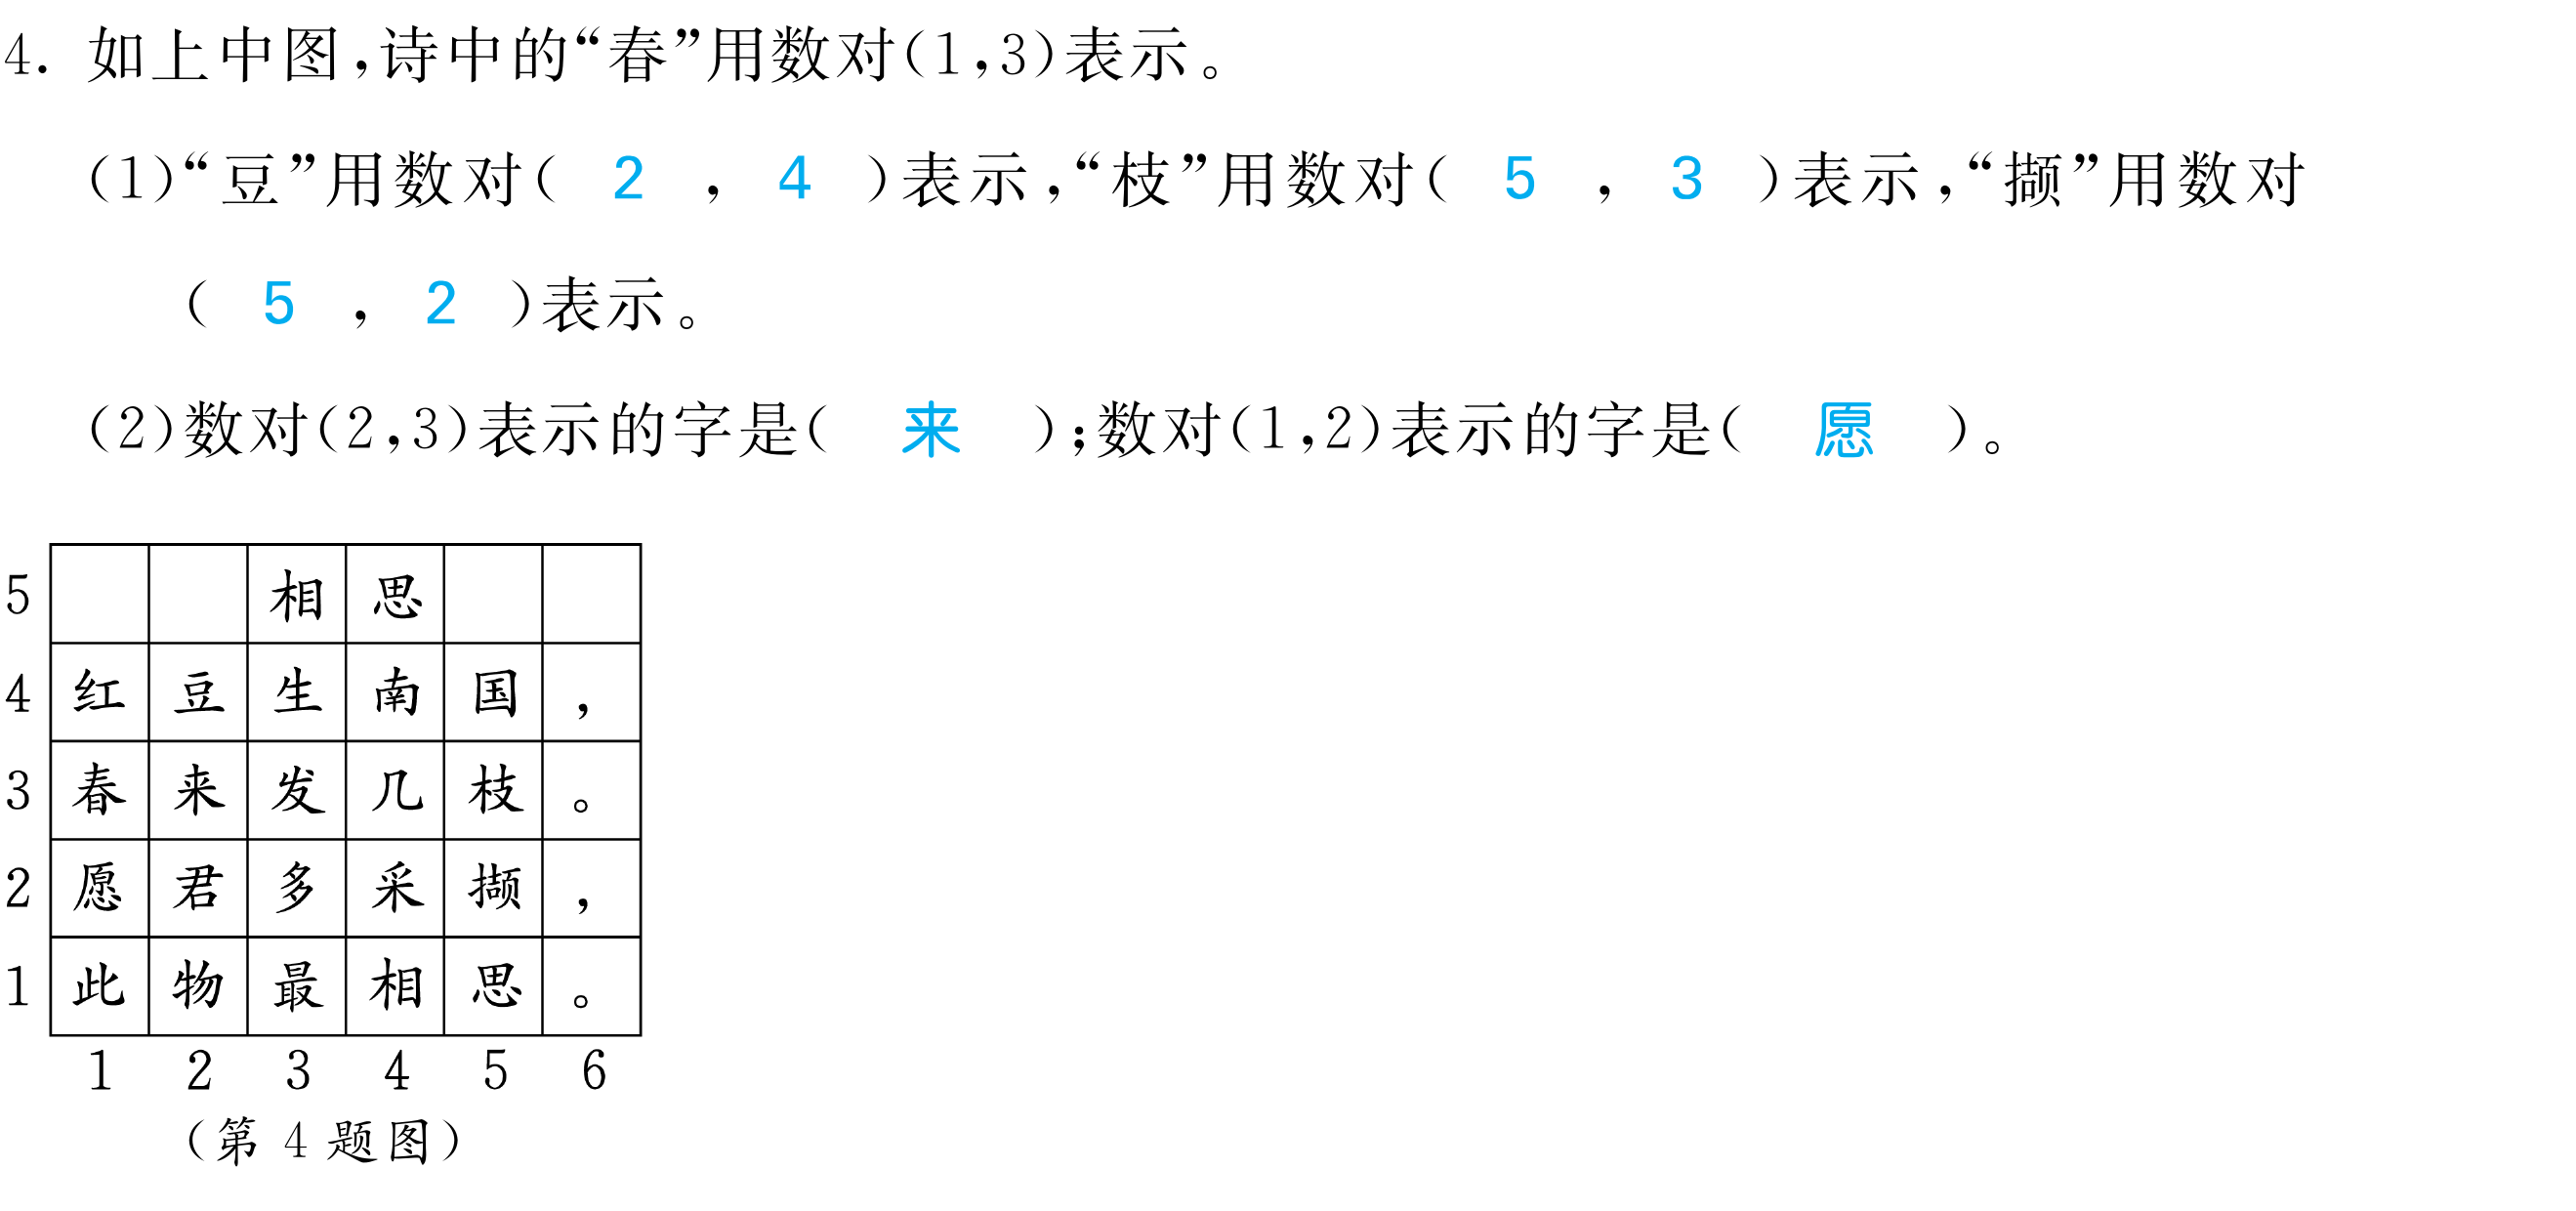 4. 如上中图,诗中的“春”用数对(1,3)表示。
(1)“豆”用数对( 2 , 4 )表示,“枝”用数对( 5 , 3 )表示,“撷”用数对
( 5 , 2 )表示。
(2)数对(2,3)表示的字是( 来 );数对(1,2)表示的字是( 愿 )。
5 相 思
4 红 豆 生 南 国 ,
3 春 来 发 几 枝 。
2 愿 君 多 采 撷 ,
1 此 物 最 相 思 。
1 2 3 4 5 6
(第 4 题图)